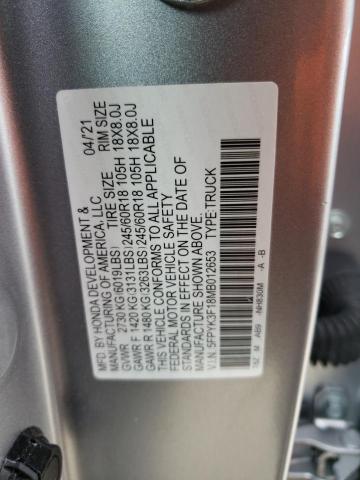 MFD. BY HONDA DEVELOPMENT & 04/'21
MANUFACTURING OF AMERICA, LLC
GVWR 2730 KG(6019LBS) TIRE SIZE RIM SIZE
GAWR F 1420 KG(3131LBS)245/60R18 105H 18X8.0J
GAWR R 1480 KG(3263LBS)245/60R18 105H 18X8.0J
THIS VEHICLE CONFORMS TO ALL APPLICABLE
FEDERAL MOTOR VEHICLE SAFETY
STANDARDS IN EFFECT ON THE DATE OF
MANUFACTURE SHOWN ABOVE.
V.I.N. 5FPYK3F18MB012653 TYPE:TRUCK
M AB9 -NH830M -A -B